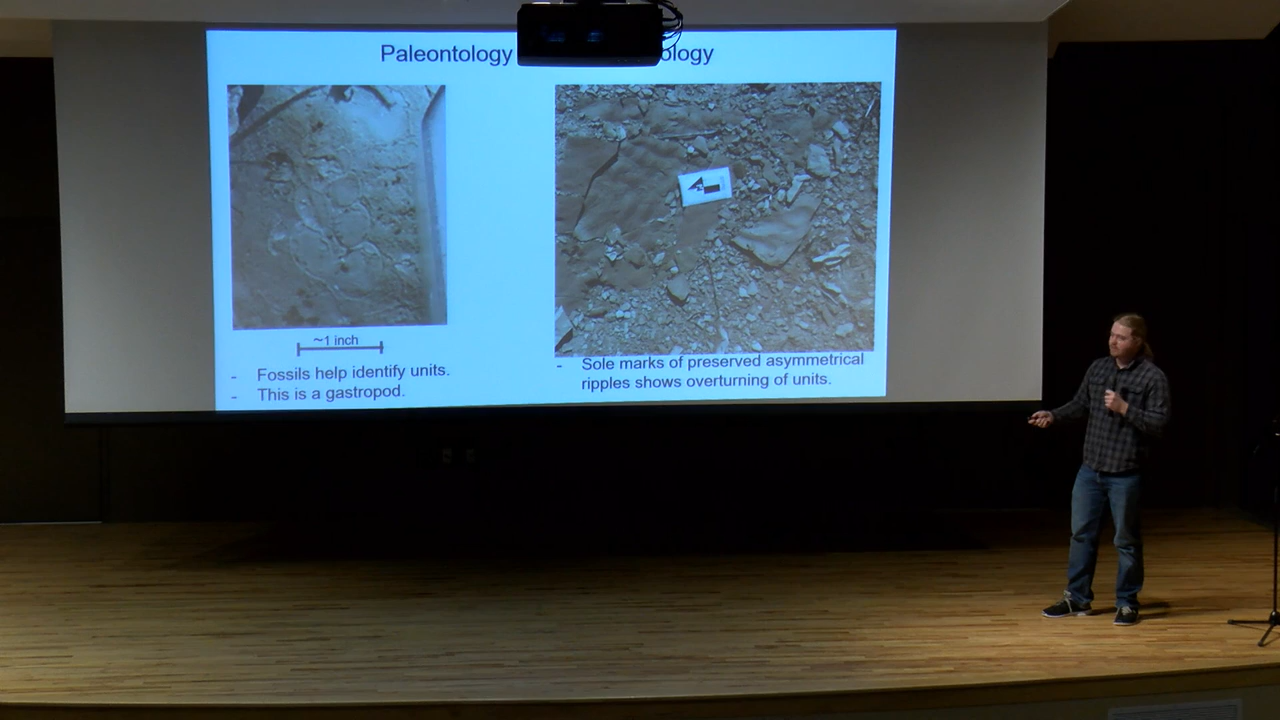 Paleontology
ology
~1 inch
- Fossils help identify units.
- This is a gastropod.
- Sole marks of preserved asymmetrical
ripples shows overturning of units.